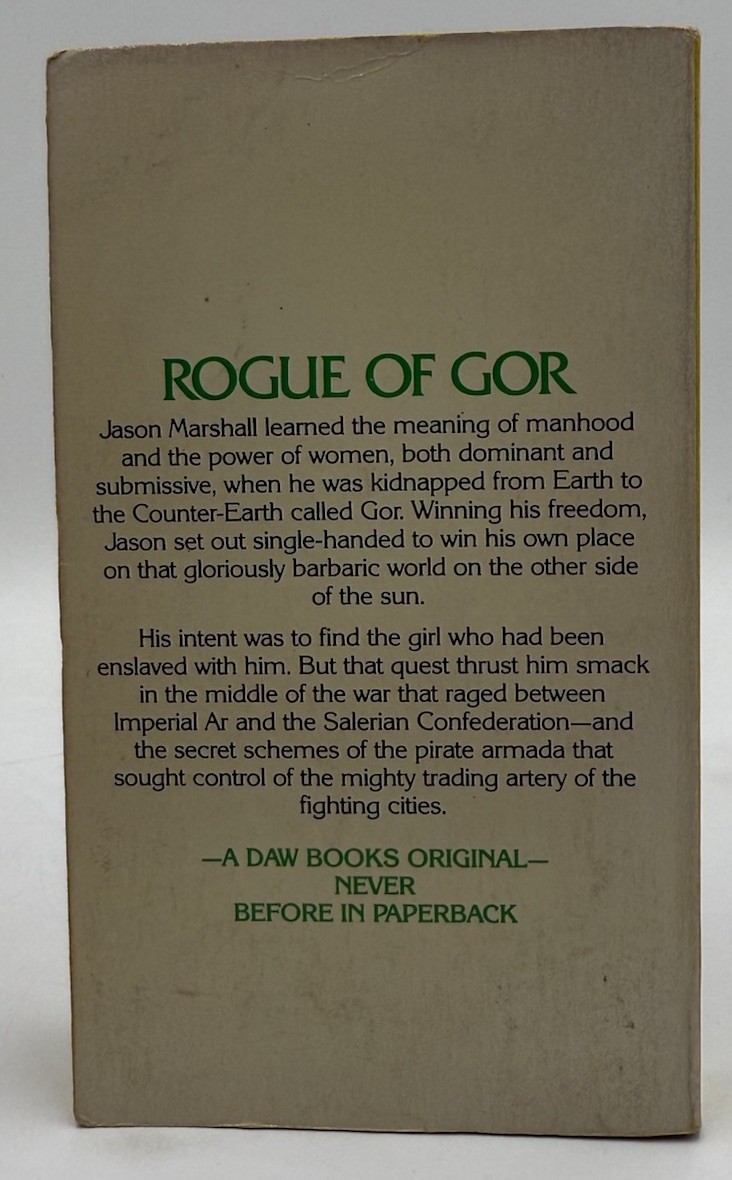 ROGUE OF GOR
Jason Marshall learned the meaning of manhood
and the power of women, both dominant and
submissive, when he was kidnapped from Earth to
the Counter-Earth called Gor. Winning his freedom,
Jason set out single-handed to win his own place
on that gloriously barbaric world on the other side
of the sun.
His intent was to find the girl who had been
enslaved with him. But that quest thrust him smack
in the middle of the war that raged between
Imperial Ar and the Salerian Confederation—and
the secret schemes of the pirate armada that
sought control of the mighty trading artery of the
fighting cities.
—A DAW BOOKS ORIGINAL—
NEVER
BEFORE IN PAPERBACK